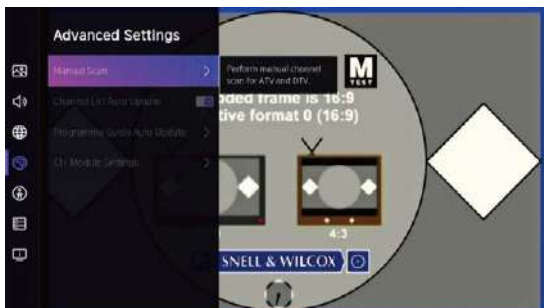 Advanced Settings
Manual Scan
Perform manual channel
scan for ATV and DTV.
M
TEST
Channel List Auto Update
oded frame is 16:9
tive format 0 (16:9)
Programme Guide Auto Update
CI+ Module Settings
4:3
SNELL & WILCOX